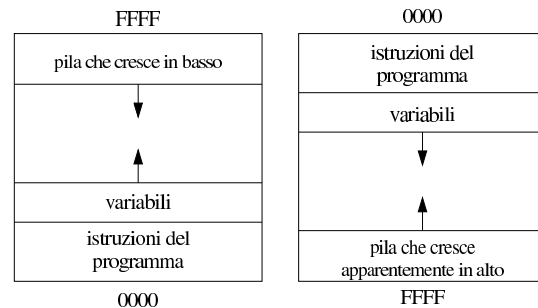 FFFF
pila che cresce in basso
variabili
istruzioni del
programma
0000
0000
istruzioni del
programma
variabili
pila che cresce
apparentemente in alto
FFFF